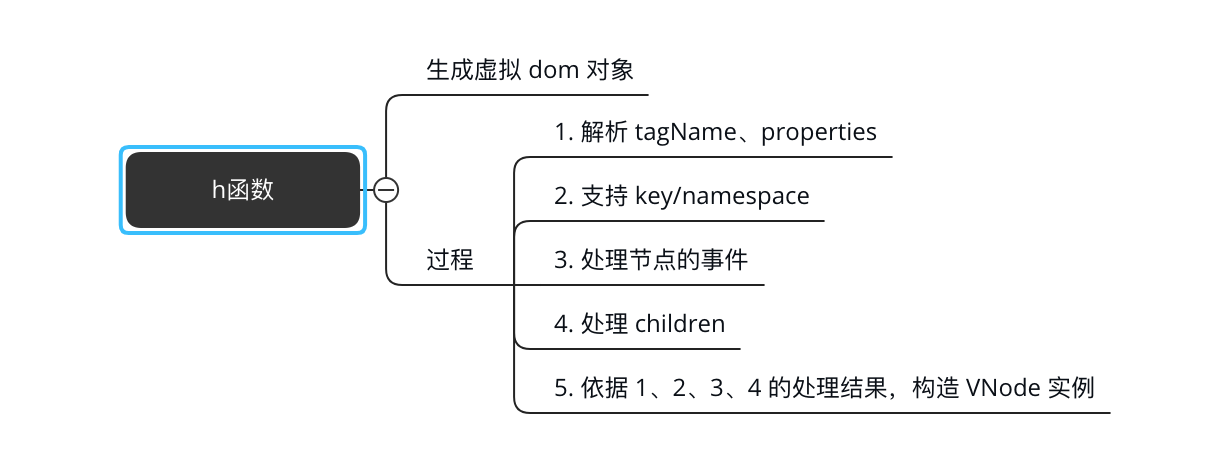 生成虚拟 dom 对象
1. 解析 tagName、properties
h函数
2. 支持 key/namespace
过程
3. 处理节点的事件
4. 处理 children
5. 依据 1、2、3、4 的处理结果，构造 VNode 实例